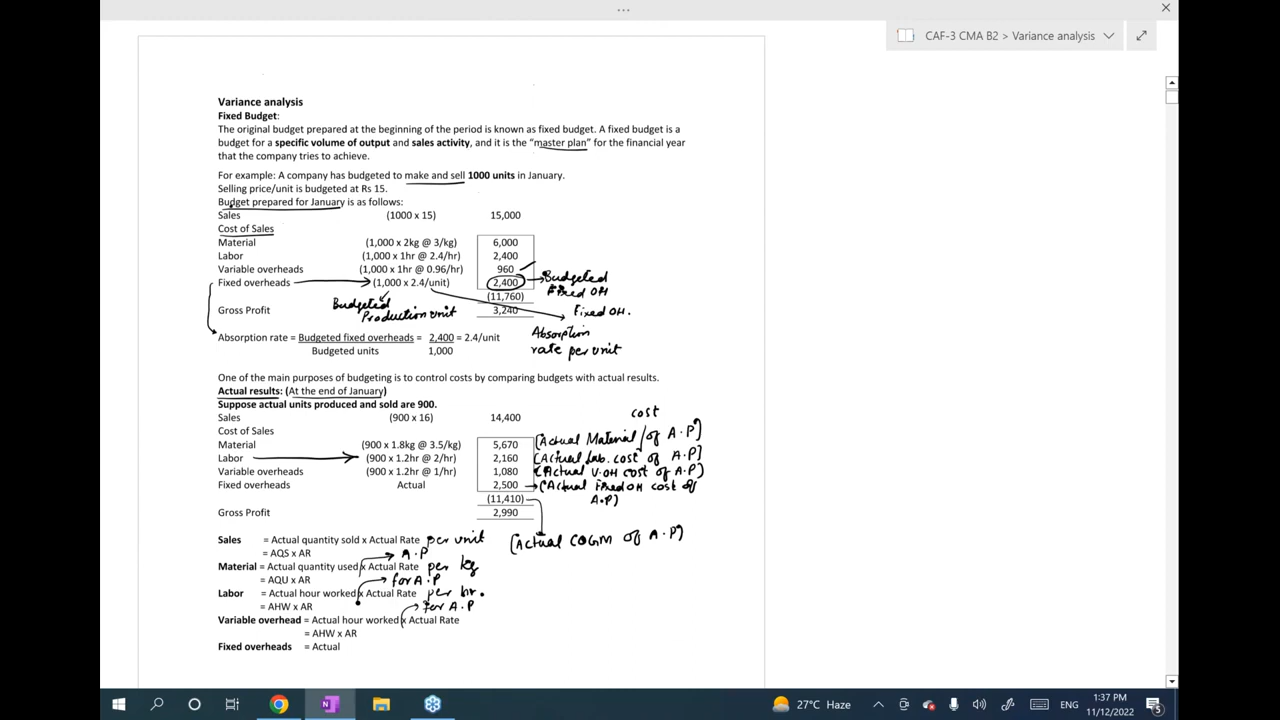 CAF-3 CMA B2 > Variance analysis
Variance analysis
Fixed Budget:
The original budget prepared at the beginning of the period is known as fixed budget. A fixed budget is a
budget for a specific volume of output and sales activity, and it is the “master plan” for the financial year
that the company tries to achieve.
For example: A company has budgeted to make and sell 1000 units in January.
Selling price/unit is budgeted at Rs 15.
Budget prepared for January is as follows:
Sales (1000 x 15) 15,000
Cost of Sales
Material (1,000 x 2kg @ 3/kg) 6,000
Labor (1,000 x 1hr @ 2.4/hr) 2,400
Variable overheads (1,000 x 1hr @ 0.96/hr) 960
Fixed overheads (1,000 x 2.4/unit) 2,400 Budgeted
Fixed OH
(11,760)
Budgeted
Production unit
Gross Profit 3,240 Fixed OH.
Absorption
rate per unit
Absorption rate = Budgeted fixed overheads = 2,400 = 2.4/unit
Budgeted units 1,000
One of the main purposes of budgeting is to control costs by comparing budgets with actual results.
Actual results: (At the end of January)
Suppose actual units produced and sold are 900.
Sales (900 x 16) 14,400 cost
Cost of Sales
Material (900 x 1.8kg @ 3.5/kg) 5,670 (Actual Material / of A.P)
Labor (900 x 1.2hr @ 2/hr) 2,160 (Actual Lab. cost of A.P)
Variable overheads (900 x 1.2hr @ 1/hr) 1,080 (Actual V.OH cost of A.P)
Fixed overheads Actual 2,500 (Actual Fixed OH cost of
A.P)
(11,410)
Gross Profit 2,990
(Actual COGM of A.P)
Sales = Actual quantity sold x Actual Rate per unit
= AQS x AR A.P
Material = Actual quantity used x Actual Rate per kg
= AQU x AR for A.P
Labor = Actual hour worked x Actual Rate per hr.
= AHW x AR for A.P
Variable overhead = Actual hour worked x Actual Rate
= AHW x AR
Fixed overheads = Actual
27°C Haze
ENG
1:37 PM
11/12/2022
5